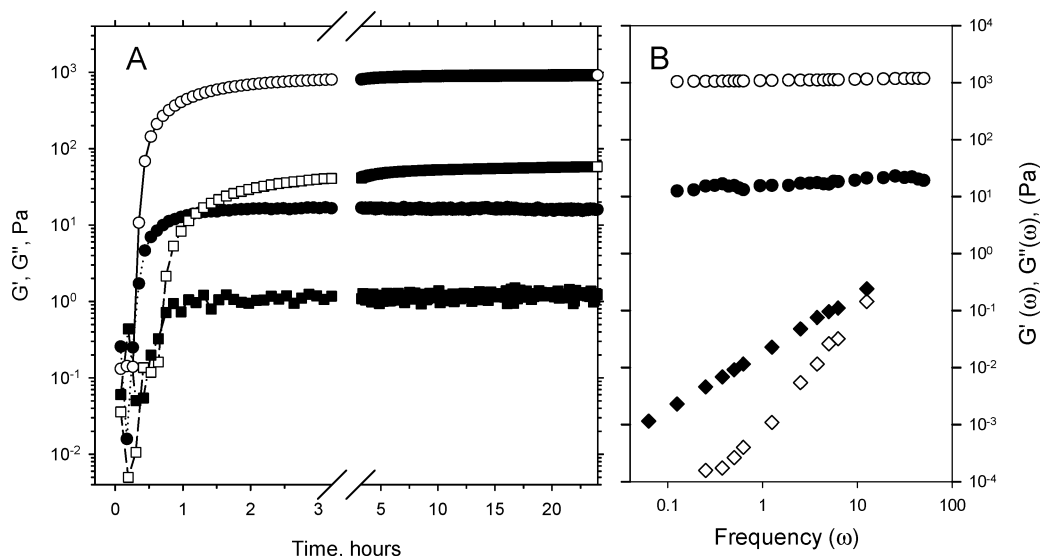 A
B
G', G'', Pa
10³
10²
10¹
10⁰
10⁻¹
10⁻²
0 1 2 3 5 10 15 20
Time, hours
10⁴
10³
10²
10¹
10⁰
10⁻¹
10⁻²
10⁻³
10⁻⁴
G' (ω), G''(ω), (Pa)
0.1 1 10 100
Frequency (ω)